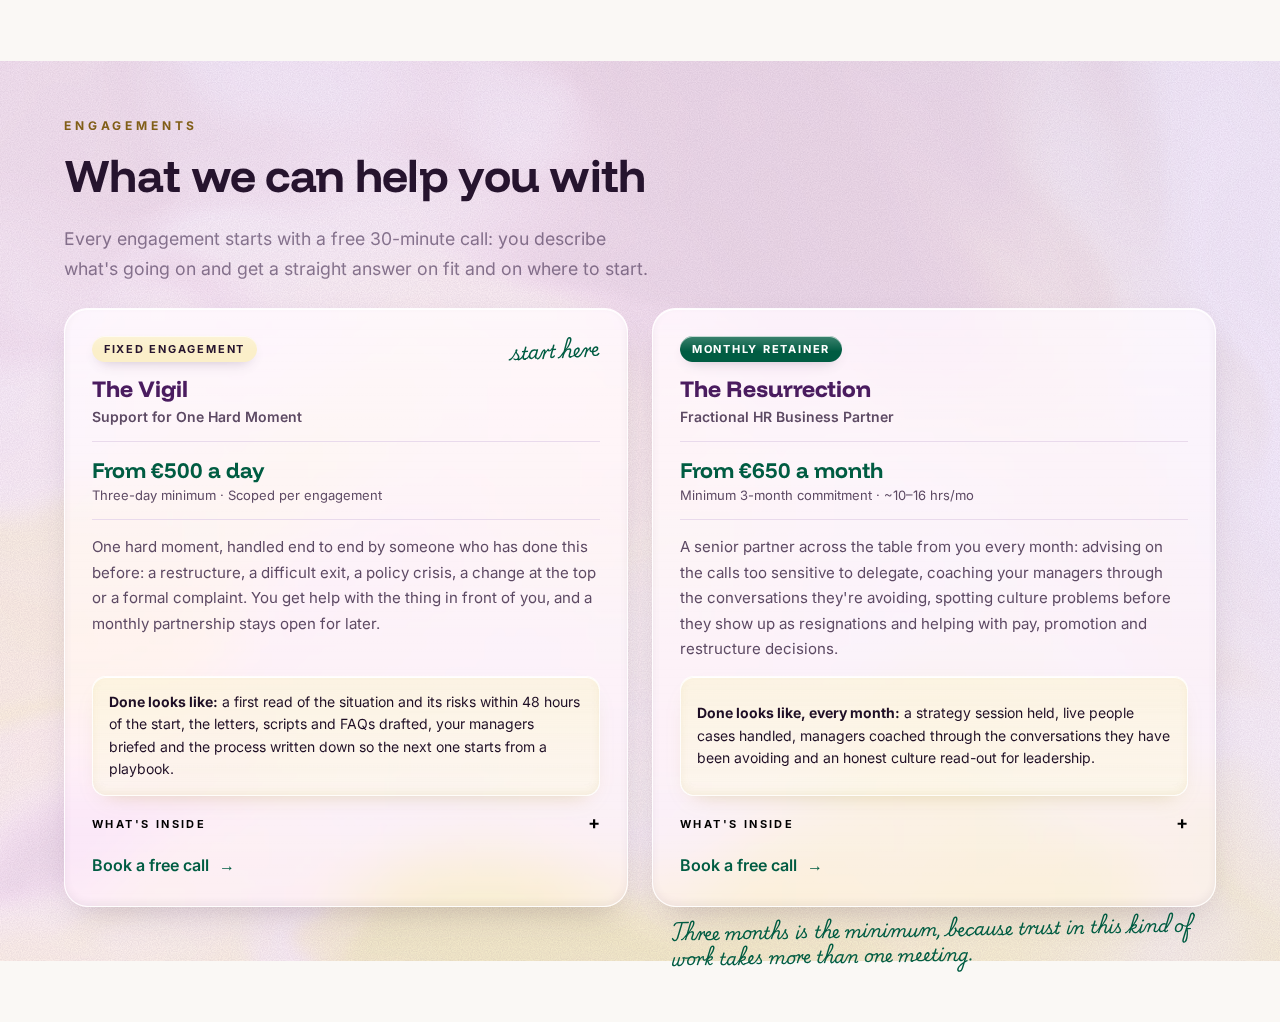 ENGAGEMENTS
What we can help you with
Every engagement starts with a free 30-minute call: you describe
what's going on and get a straight answer on fit and on where to start.
FIXED ENGAGEMENT
start here
The Vigil
Support for One Hard Moment
From €500 a day
Three-day minimum · Scoped per engagement
One hard moment, handled end to end by someone who has done this
before: a restructure, a difficult exit, a policy crisis, a change at the top
or a formal complaint. You get help with the thing in front of you, and a
monthly partnership stays open for later.
Done looks like: a first read of the situation and its risks within 48 hours
of the start, the letters, scripts and FAQs drafted, your managers
briefed and the process written down so the next one starts from a
playbook.
WHAT'S INSIDE +
Book a free call →
MONTHLY RETAINER
The Resurrection
Fractional HR Business Partner
From €650 a month
Minimum 3-month commitment · ~10–16 hrs/mo
A senior partner across the table from you every month: advising on
the calls too sensitive to delegate, coaching your managers through
the conversations they're avoiding, spotting culture problems before
they show up as resignations and helping with pay, promotion and
restructure decisions.
Done looks like, every month: a strategy session held, live people
cases handled, managers coached through the conversations they have
been avoiding and an honest culture read-out for leadership.
WHAT'S INSIDE +
Book a free call →
Three months is the minimum, because trust in this kind of
work takes more than one meeting.